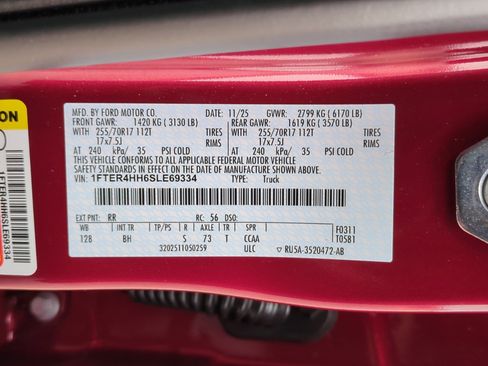 MFD. BY FORD MOTOR CO.
DATE: 11/25 GVWR: 2799 KG ( 6170 LB)
FRONT GAWR: 1420 KG ( 3130 LB) REAR GAWR: 1619 KG ( 3570 LB)
WITH 255/70R17 112T TIRES WITH 255/70R17 112T TIRES
17x7.5J RIMS 17x7.5J RIMS
AT 240 kPa/ 35 PSI COLD AT 240 kPa/ 35 PSI COLD
THIS VEHICLE CONFORMS TO ALL APPLICABLE FEDERAL MOTOR VEHICLE
SAFETY STANDARDS IN EFFECT ON THE DATE OF MANUFACTURE SHOWN ABOVE.
VIN: 1FTER4HH6SLE69334 TYPE: Truck
EXT PNT: RR RC: 56 DSO:
WB INT TR TP/PS R AXLE TR SPR
128 BH S 73 T CCAA
F0311
T05B1
3202511050259 ULC RU5A-3520472-AB
1FTER4HH6SLE69334
ON